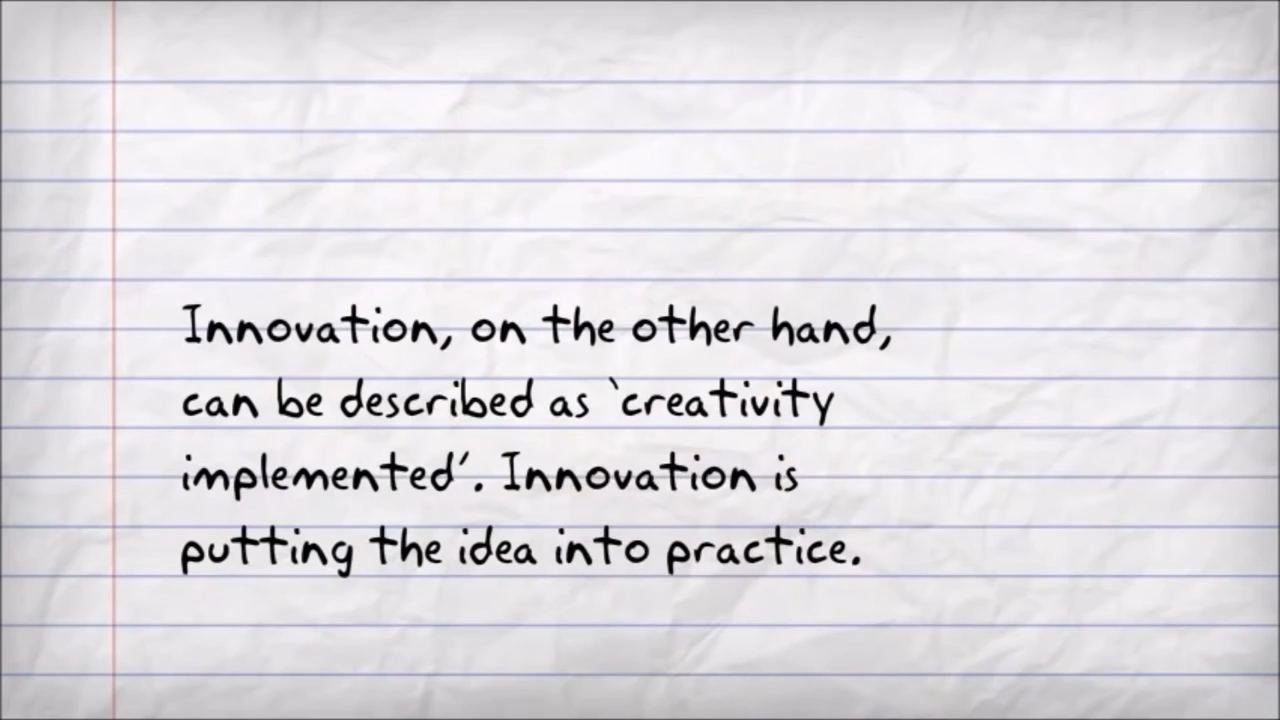 Innovation, on the other hand,
can be described as `creativity
implemented'. Innovation is
putting the idea into practice.